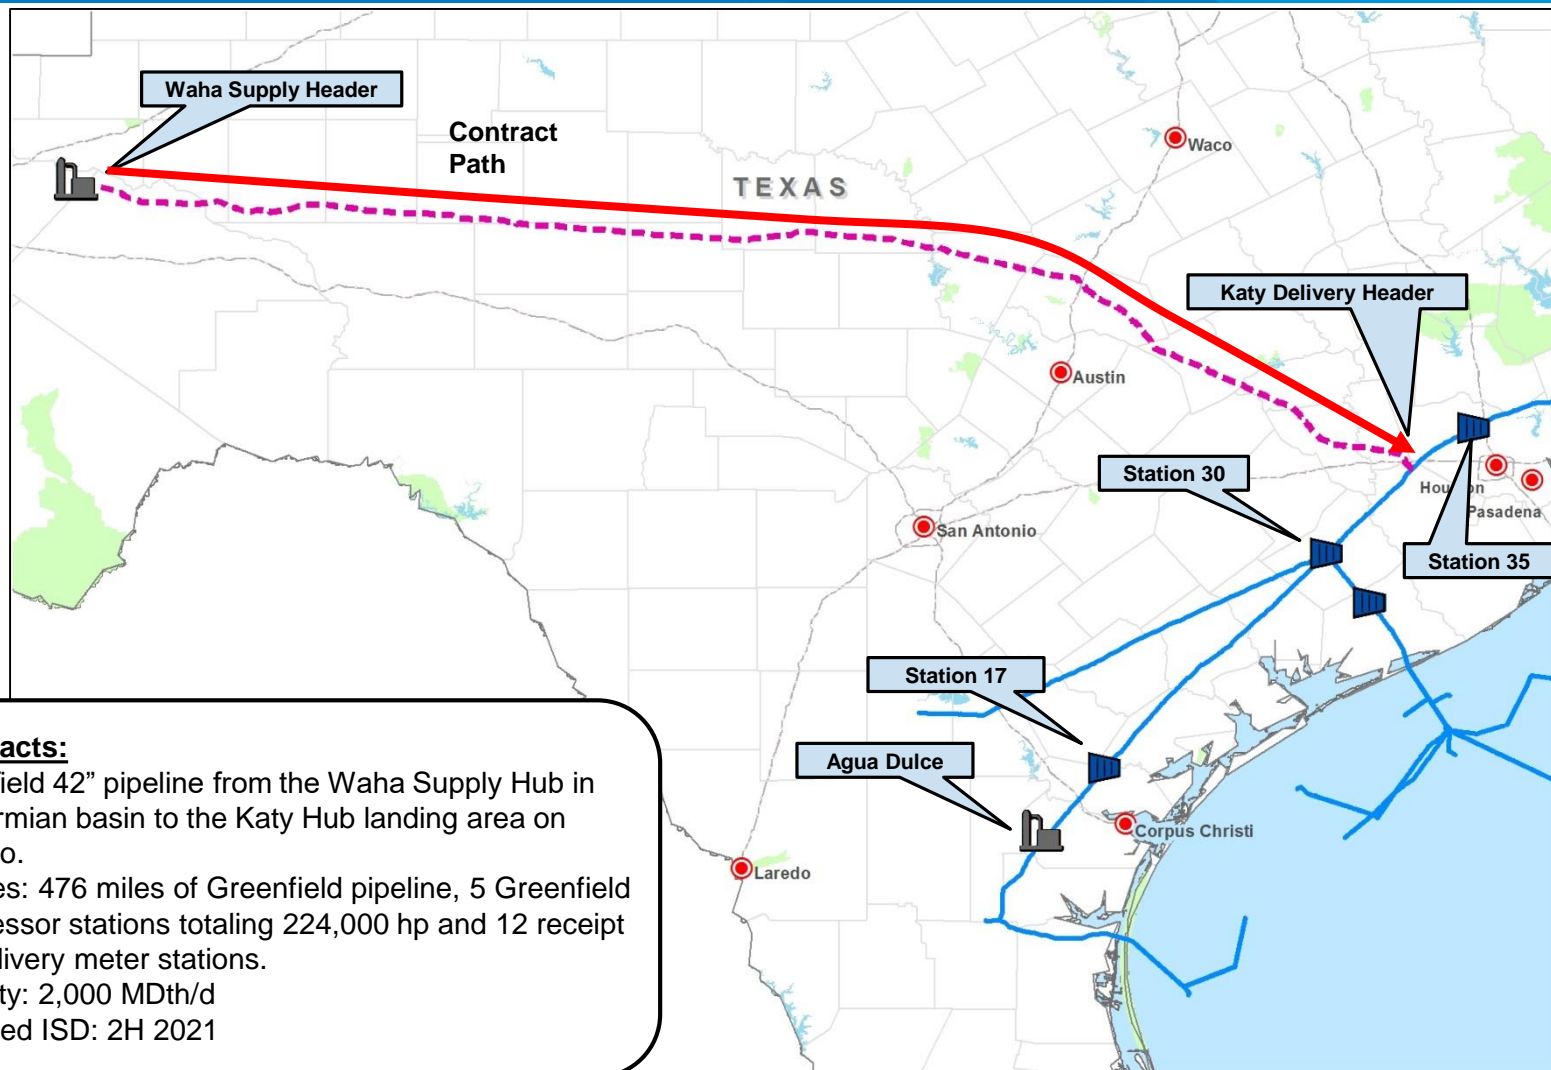 Waha Supply Header
Contract
Path
TEXAS
Waco
Katy Delivery Header
Austin
Station 30
Houston
Pasadena
San Antonio
Station 35
Station 17
Agua Dulce
Corpus Christi
Laredo
acts:
ield 42” pipeline from the Waha Supply Hub in
rmian basin to the Katy Hub landing area on
o.
es: 476 miles of Greenfield pipeline, 5 Greenfield
essor stations totaling 224,000 hp and 12 receipt
livery meter stations.
ty: 2,000 MDth/d
ed ISD: 2H 2021